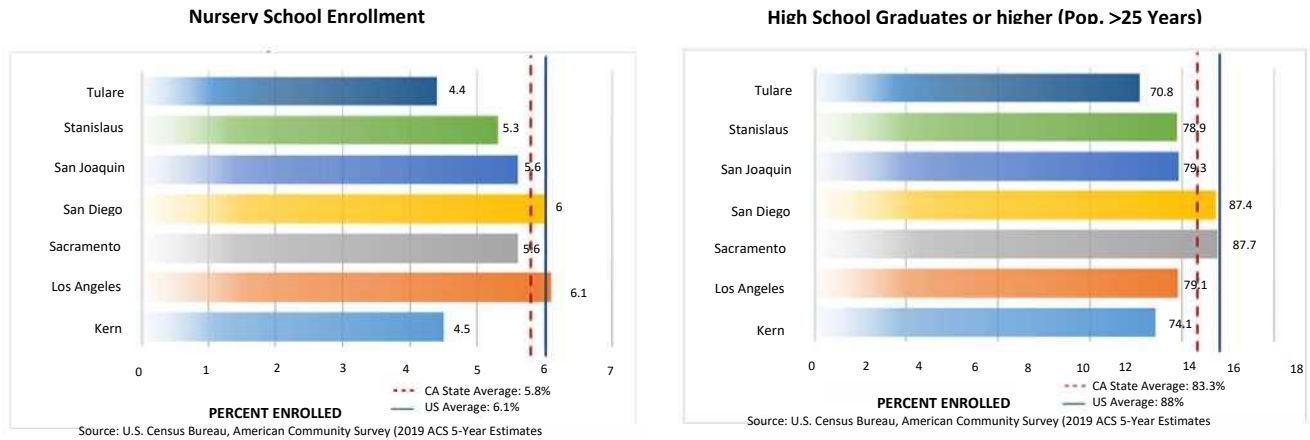 Nursery School Enrollment
Tulare
4.4
Stanislaus
5.3
San Joaquin
5.6
San Diego
6
Sacramento
5.6
Los Angeles
6.1
Kern
4.5
0 1 2 3 4 5 6 7
CA State Average: 5.8%
US Average: 6.1%
PERCENT ENROLLED
Source: U.S. Census Bureau, American Community Survey (2019 ACS 5-Year Estimates
High School Graduates or higher (Pop. >25 Years)
Tulare
70.8
Stanislaus
78.9
San Joaquin
79.3
San Diego
87.4
Sacramento
87.7
Los Angeles
79.1
Kern
74.1
0 2 4 6 8 10 12 14 16 18
CA State Average: 83.3%
US Average: 88%
PERCENT ENROLLED
Source: U.S. Census Bureau, American Community Survey (2019 ACS 5-Year Estimates